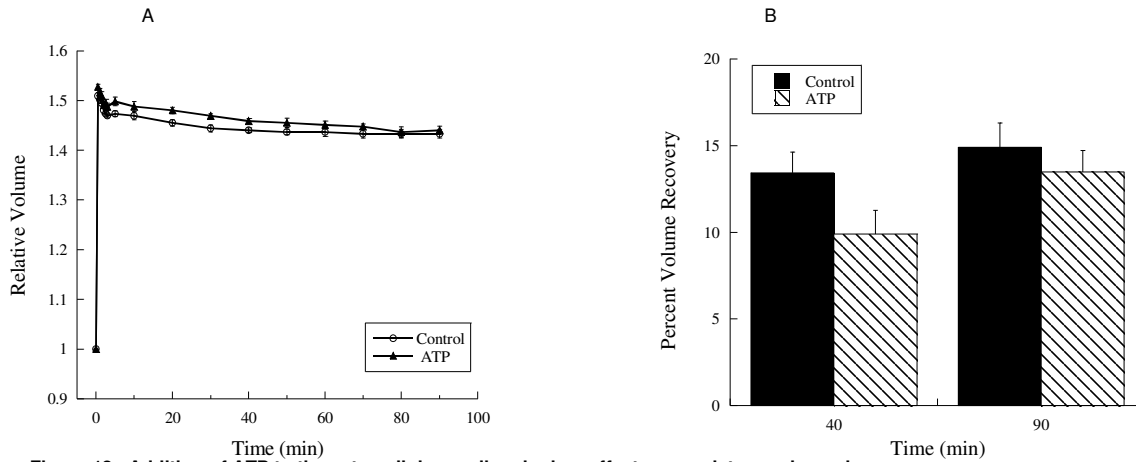 A
B
1.6
1.5
1.4
1.3
1.2
1.1
1
0.9
Relative Volume
Control
ATP
0
20
40
60
80
100
Time (min)
20
15
10
5
0
Percent Volume Recovery
Control
ATP
40
90
Time (min)